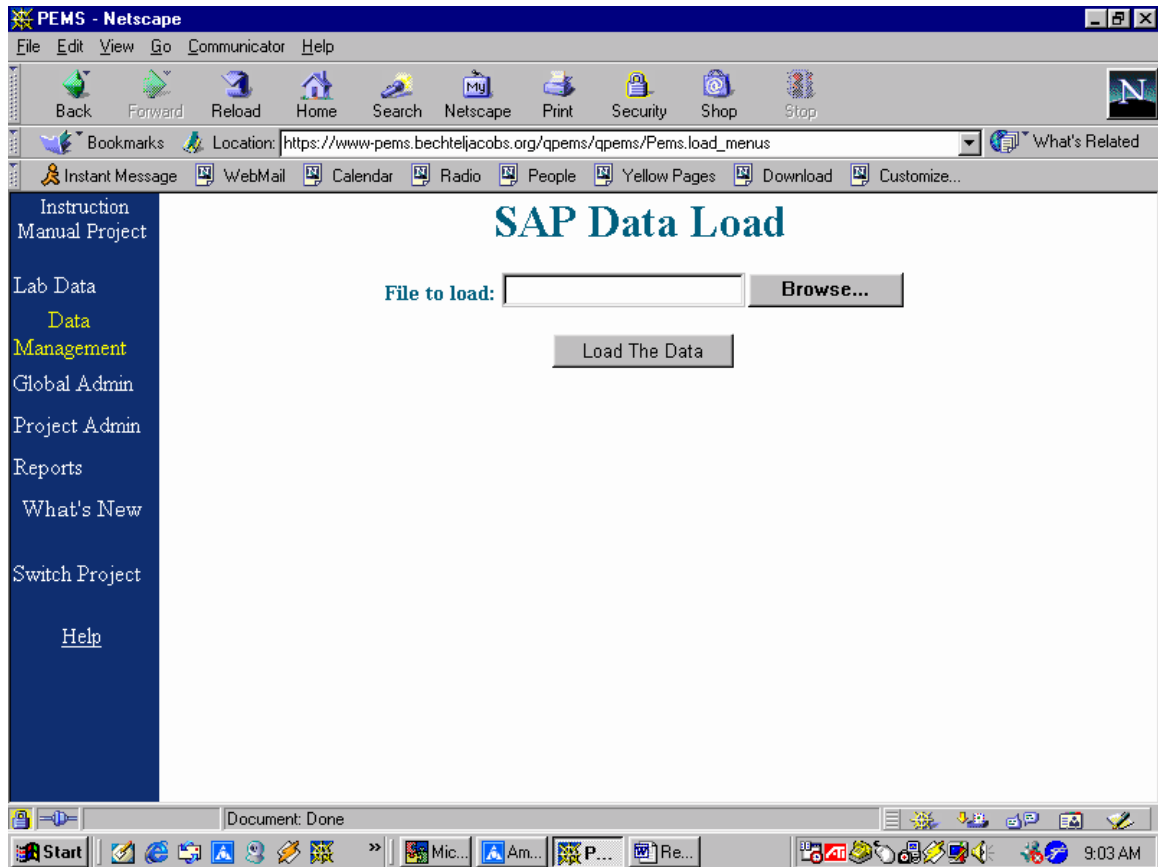 PEMS - Netscape
File Edit View Go Communicator Help
My
N
Back Forward Reload Home Search Netscape Print Security Shop Stop
Bookmarks Location: https://www-pems.bechteljacobs.org/qpems/qpems/Pems.load_menus What's Related
Instant Message WebMail Calendar Radio People Yellow Pages Download Customize...
Instruction
Manual Project
SAP Data Load
Lab Data
File to load: Browse...
Data
Management
Load The Data
Global Admin
Project Admin
Reports
What's New
Switch Project
Help
Document: Done
Start » Mic... Am... P... Re... ATI 9:03 AM